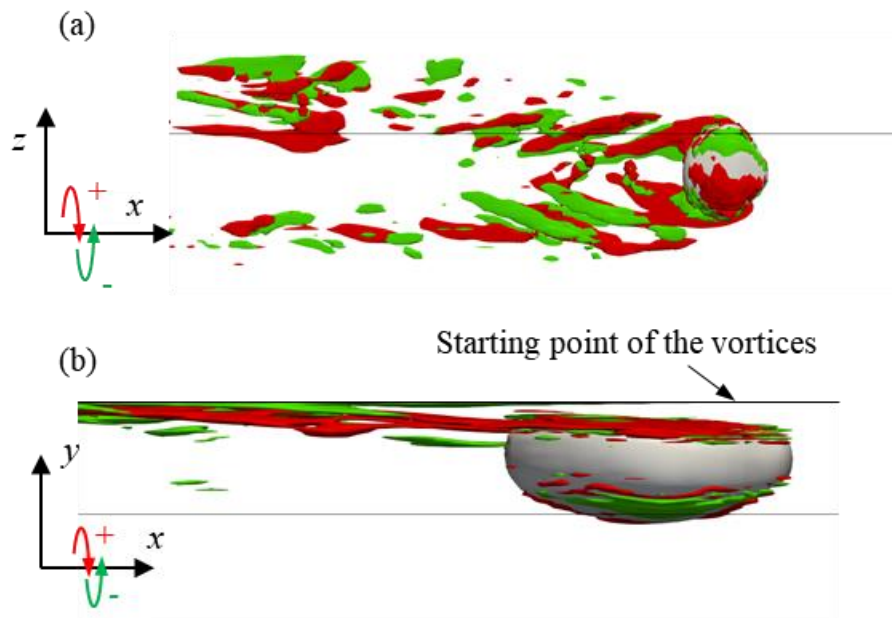 (a)
z
+
x
-
(b)
Starting point of the vortices
y
+
x
-